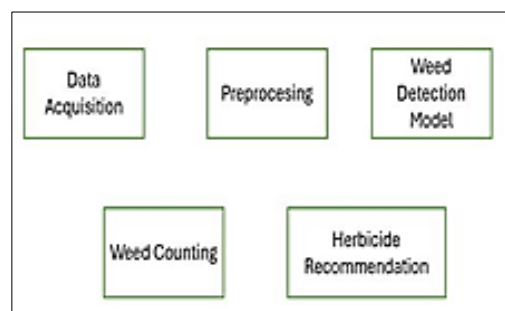 Data
Acquisition
Preprocesing
Weed
Detection
Model
Weed Counting
Herbicide
Recommendation